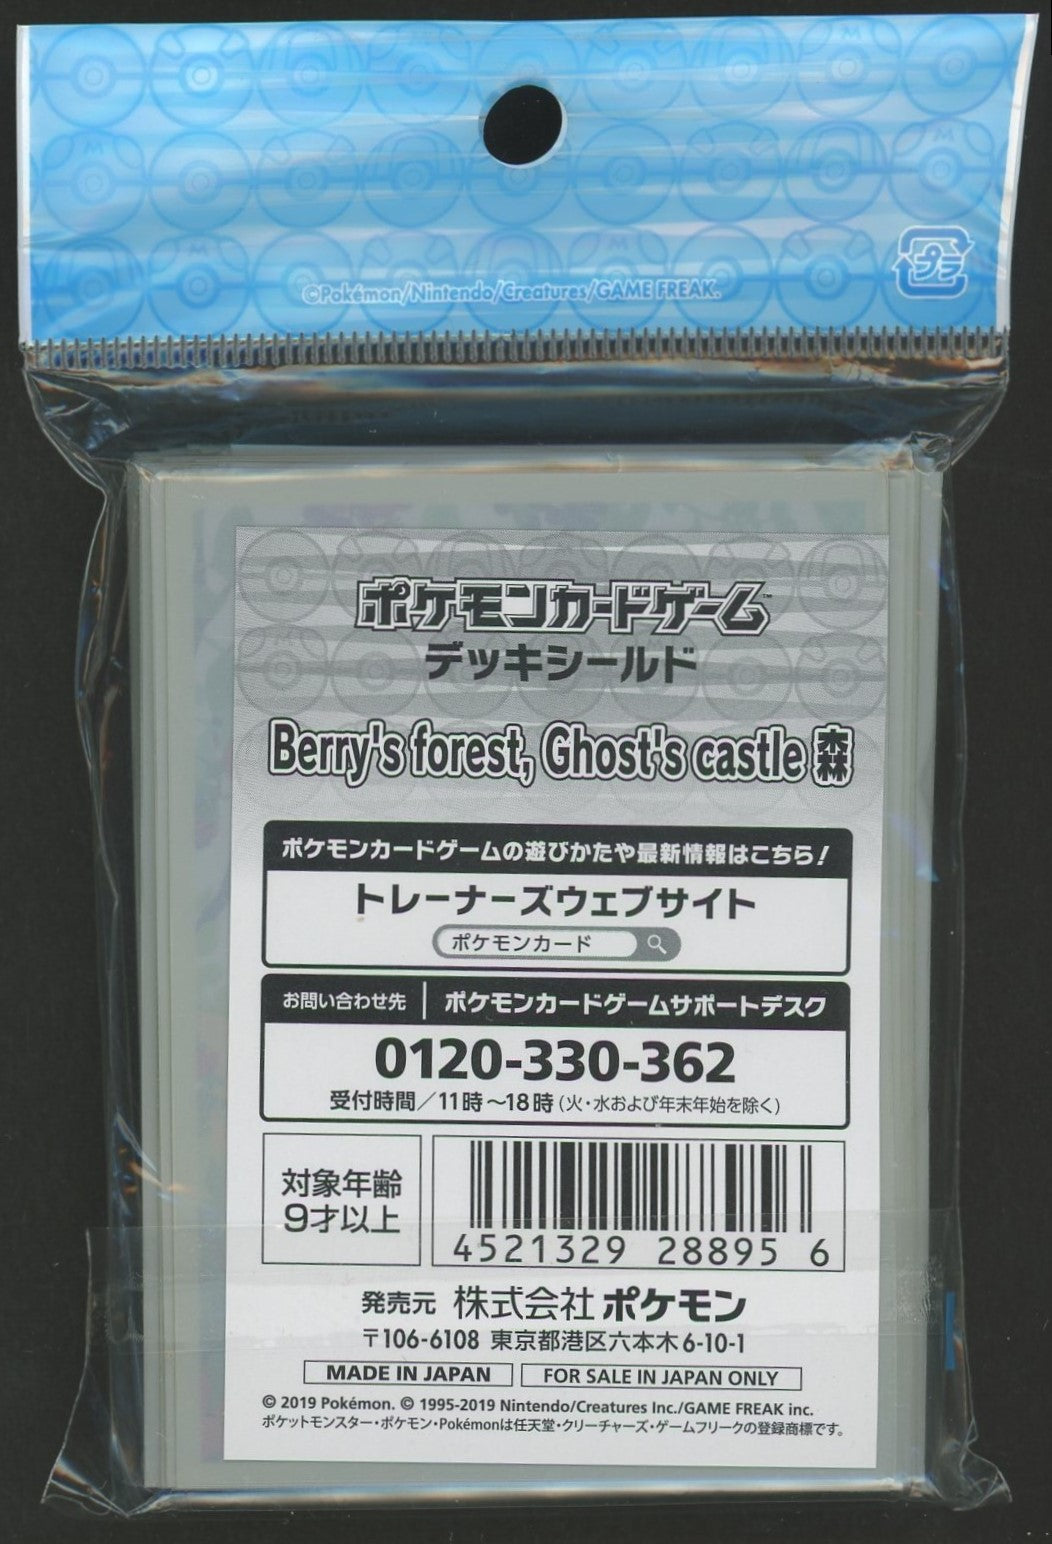 ©Pokémon/Nintendo/Creatures/GAME FREAK.
プラ
ポケモンカードゲーム™
デッキシールド
Berry's forest, Ghost's castle 森
ポケモンカードゲームの遊びかたや最新情報はこちら!
トレーナーズウェブサイト
ポケモンカード
お問い合わせ先 ポケモンカードゲームサポートデスク
0120-330-362
受付時間/11時～18時(火・水および年末年始を除く)
対象年齢
9才以上
4521329 28895 6
発売元 株式会社ポケモン
〒106-6108 東京都港区六本木6-10-1
MADE IN JAPAN FOR SALE IN JAPAN ONLY
© 2019 Pokémon. © 1995-2019 Nintendo/Creatures Inc./GAME FREAK inc.
ポケットモンスター・ポケモン・Pokémonは任天堂・クリーチャーズ・ゲームフリークの登録商標です。